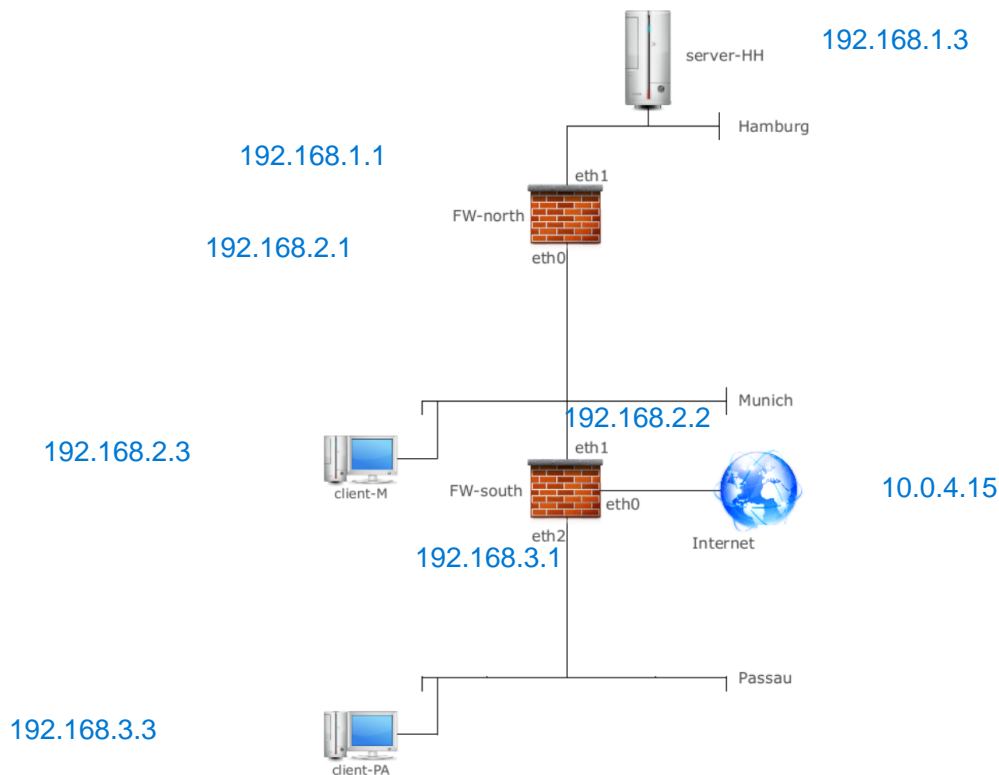 server-HH
192.168.1.3
Hamburg
192.168.1.1
eth1
FW-north
192.168.2.1
eth0
Munich
192.168.2.2
192.168.2.3
eth1
client-M
FW-south
10.0.4.15
eth0
eth2
Internet
192.168.3.1
Passau
192.168.3.3
client-PA